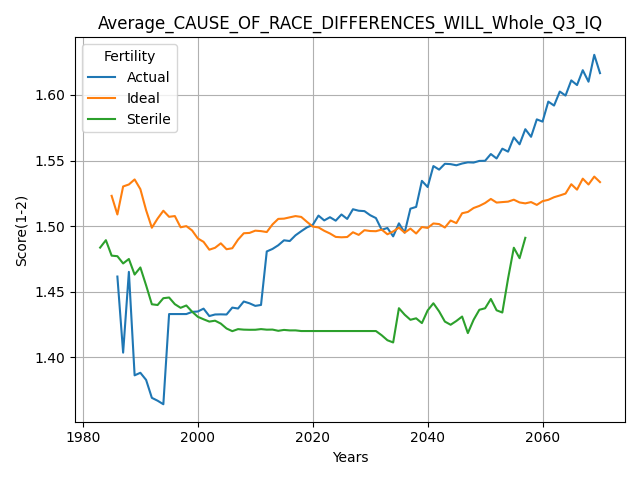 Average_CAUSE_OF_RACE_DIFFERENCES_WILL_Whole_Q3_IQ
Fertility
Actual
Ideal
Sterile
Score(1-2)
1.60
1.55
1.50
1.45
1.40
1980
2000
2020
2040
2060
Years